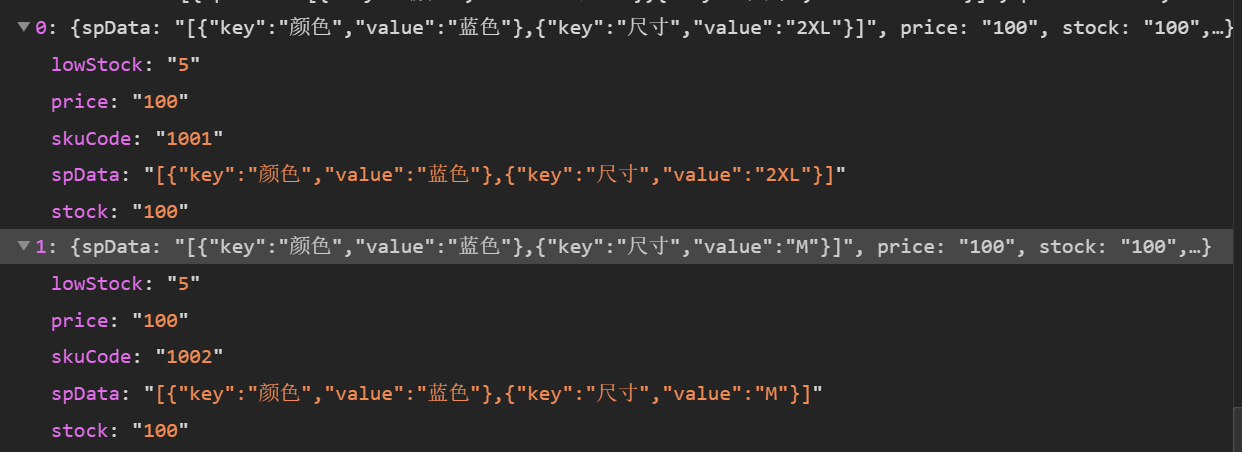 0: {spData: "[{"key":"颜色","value":"蓝色"},{"key":"尺寸","value":"2XL"}]", price: "100", stock: "100",…}
lowStock: "5"
price: "100"
skuCode: "1001"
spData: "[{"key":"颜色","value":"蓝色"},{"key":"尺寸","value":"2XL"}]"
stock: "100"
1: {spData: "[{"key":"颜色","value":"蓝色"},{"key":"尺寸","value":"M"}]", price: "100", stock: "100",…}
lowStock: "5"
price: "100"
skuCode: "1002"
spData: "[{"key":"颜色","value":"蓝色"},{"key":"尺寸","value":"M"}]"
stock: "100"